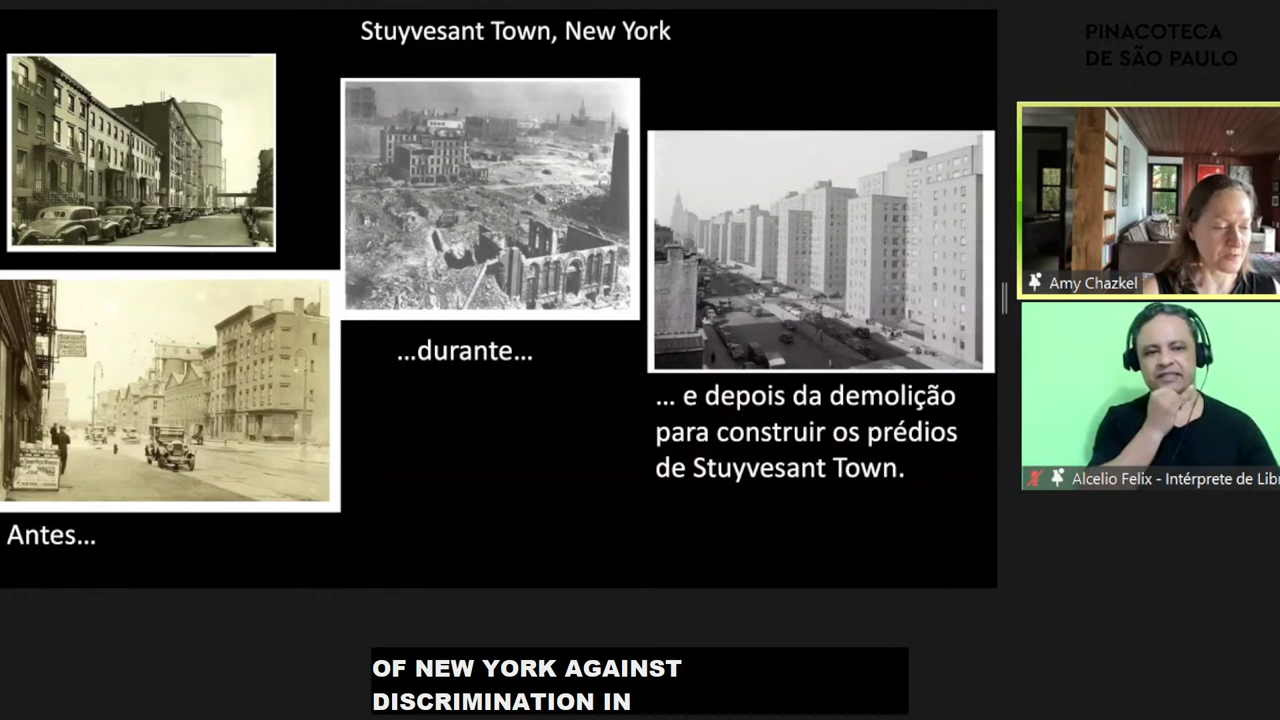 Stuyvesant Town, New York
PINACOTECA
DE SÃO PAULO
...durante...
... e depois da demolição
para construir os prédios
de Stuyvesant Town.
Antes...
Amy Chazkel
Alcelio Felix - Intérprete de Lib
OF NEW YORK AGAINST
DISCRIMINATION IN